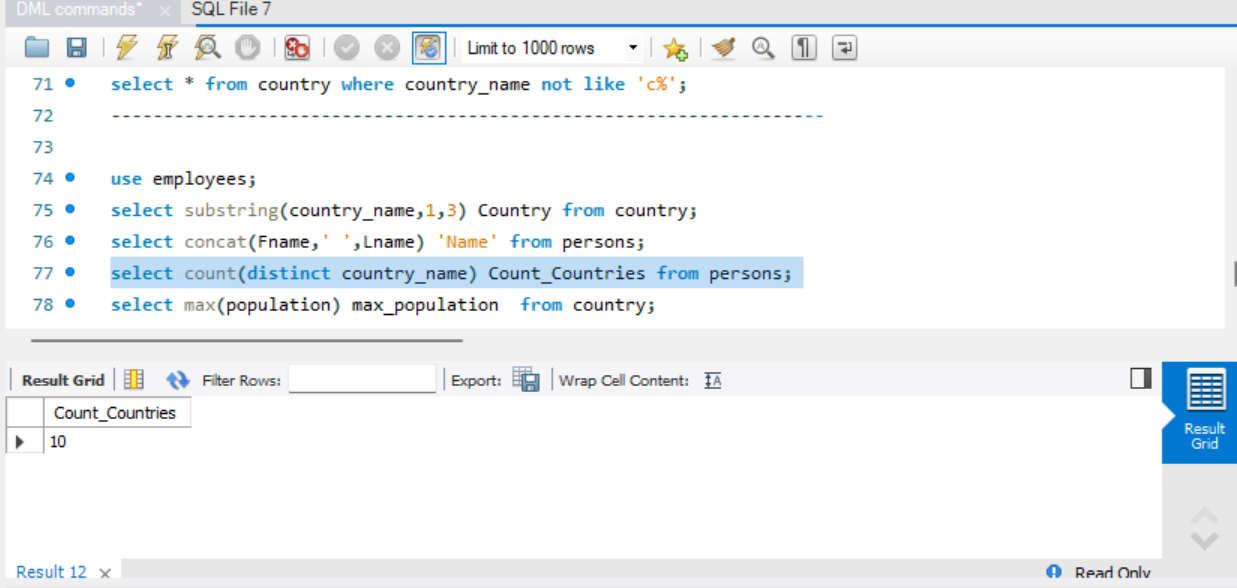 DML commands* × SQL File 7
Limit to 1000 rows
71 select * from country where country_name not like 'c%';
72 --------------------------------------------------------------------
73
74 use employees;
75 select substring(country_name,1,3) Country from country;
76 select concat(Fname,' ',Lname) 'Name' from persons;
77 select count(distinct country_name) Count_Countries from persons;
78 select max(population) max_population  from country;
Result Grid Filter Rows: Export: Wrap Cell Content: IA
Count_Countries
10
Result
Grid
Result 12 × Read Only